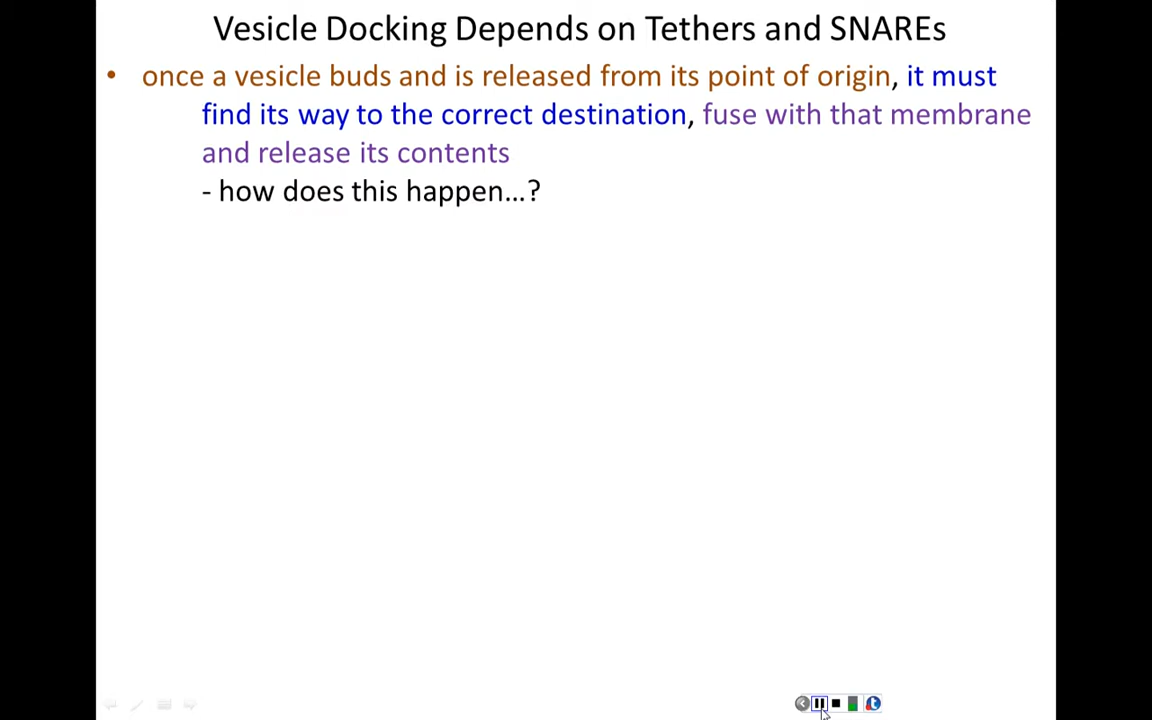 Vesicle Docking Depends on Tethers and SNAREs
• once a vesicle buds and is released from its point of origin, it must
find its way to the correct destination, fuse with that membrane
and release its contents
- how does this happen...?